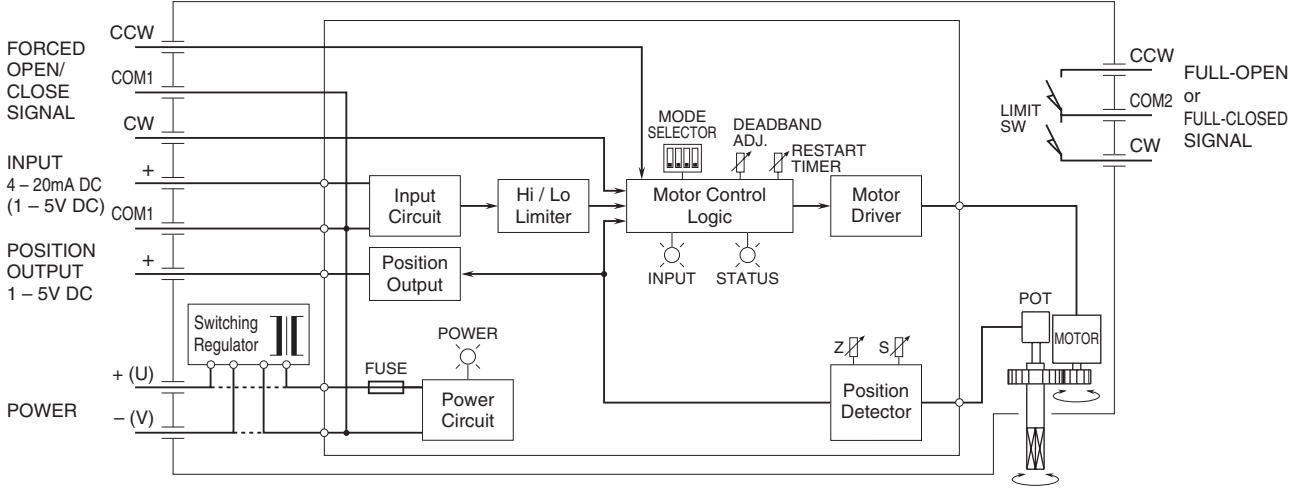 FORCED
OPEN/
CLOSE
SIGNAL
CCW
COM1
CW
INPUT
4 – 20mA DC
(1 – 5V DC)
+
COM1
POSITION
OUTPUT
1 – 5V DC
+
Switching
Regulator
POWER
+ (U)
– (V)
FUSE
POWER
Power
Circuit
Input
Circuit
Position
Output
Hi / Lo
Limiter
MODE
SELECTOR
DEADBAND
ADJ.
RESTART
TIMER
Motor Control
Logic
INPUT
STATUS
Motor
Driver
Z
S
Position
Detector
POT
MOTOR
LIMIT
SW
CCW
COM2
CW
FULL-OPEN
or
FULL-CLOSED
SIGNAL